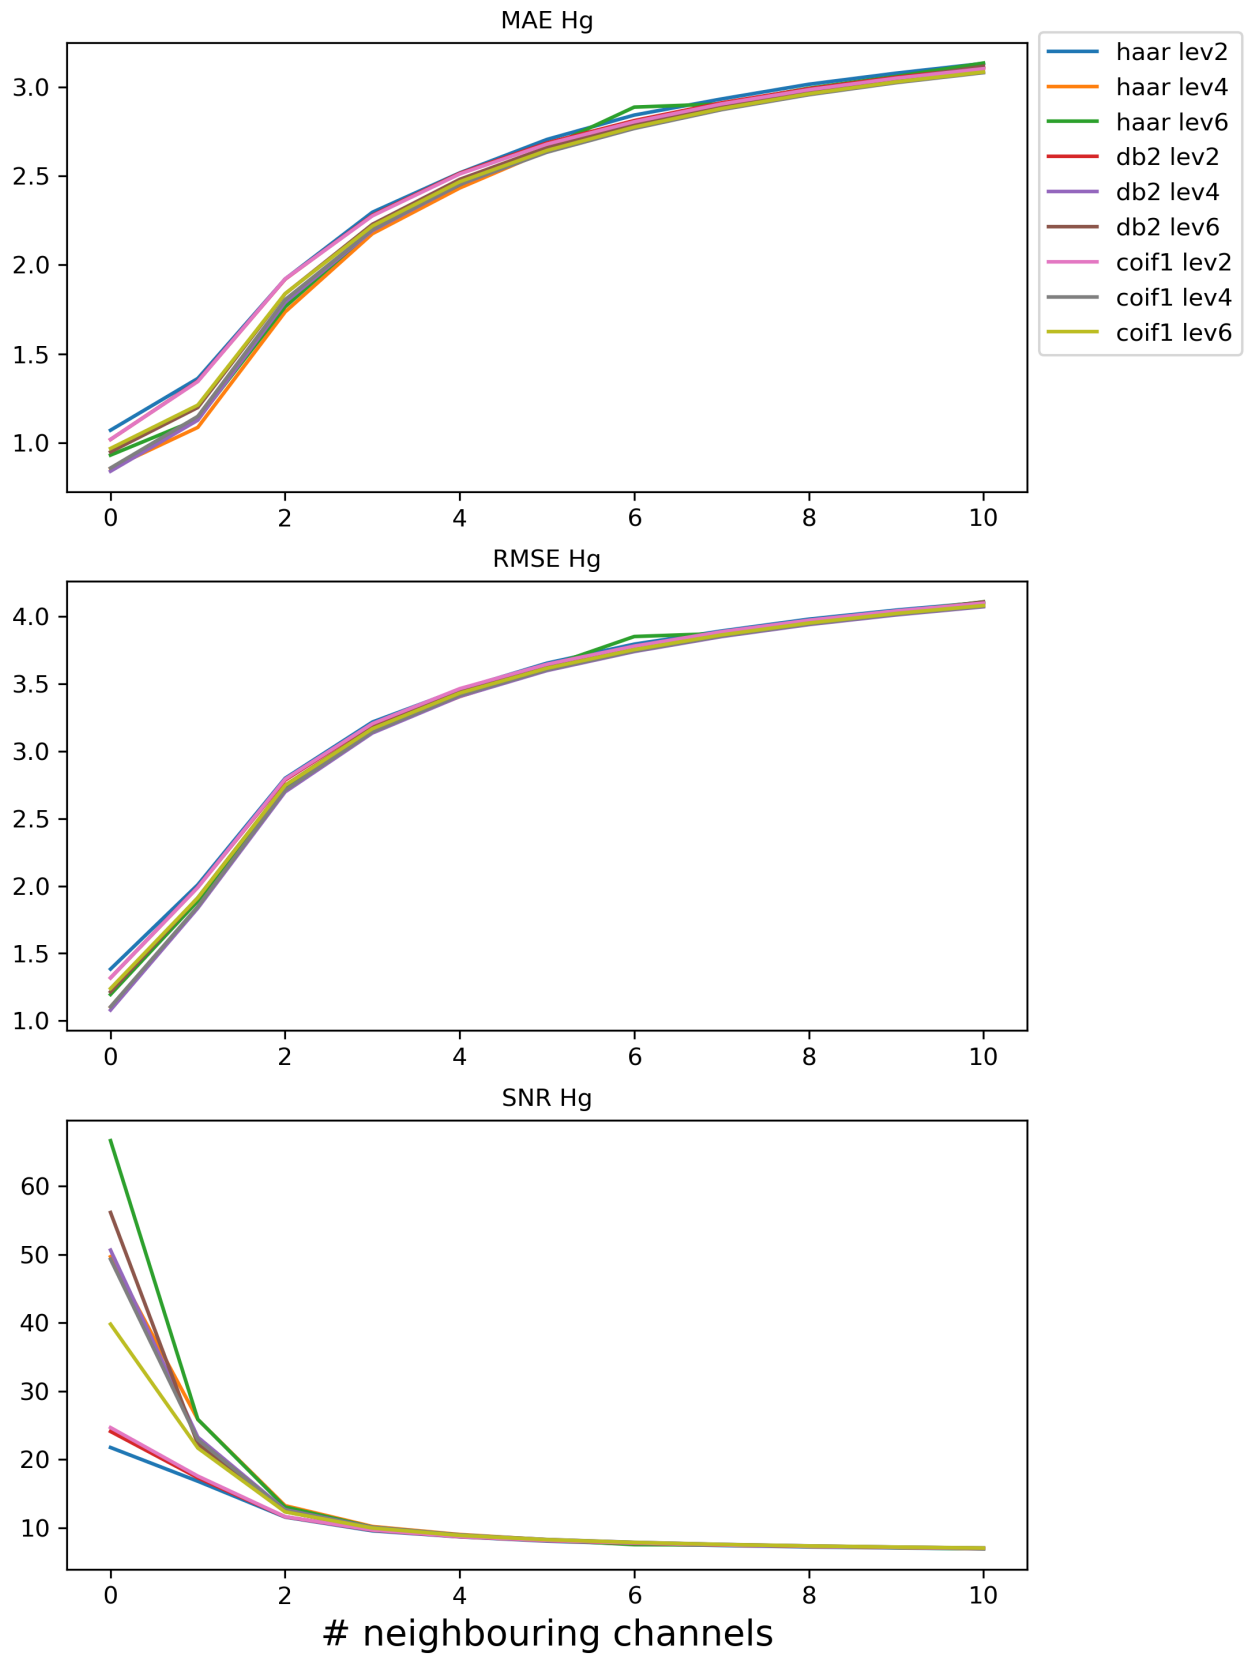 MAE Hg
3.0
2.5
2.0
1.5
1.0
0 2 4 6 8 10
haar lev2
haar lev4
haar lev6
db2 lev2
db2 lev4
db2 lev6
coif1 lev2
coif1 lev4
coif1 lev6
RMSE Hg
4.0
3.5
3.0
2.5
2.0
1.5
1.0
0 2 4 6 8 10
SNR Hg
60
50
40
30
20
10
0 2 4 6 8 10
# neighbouring channels